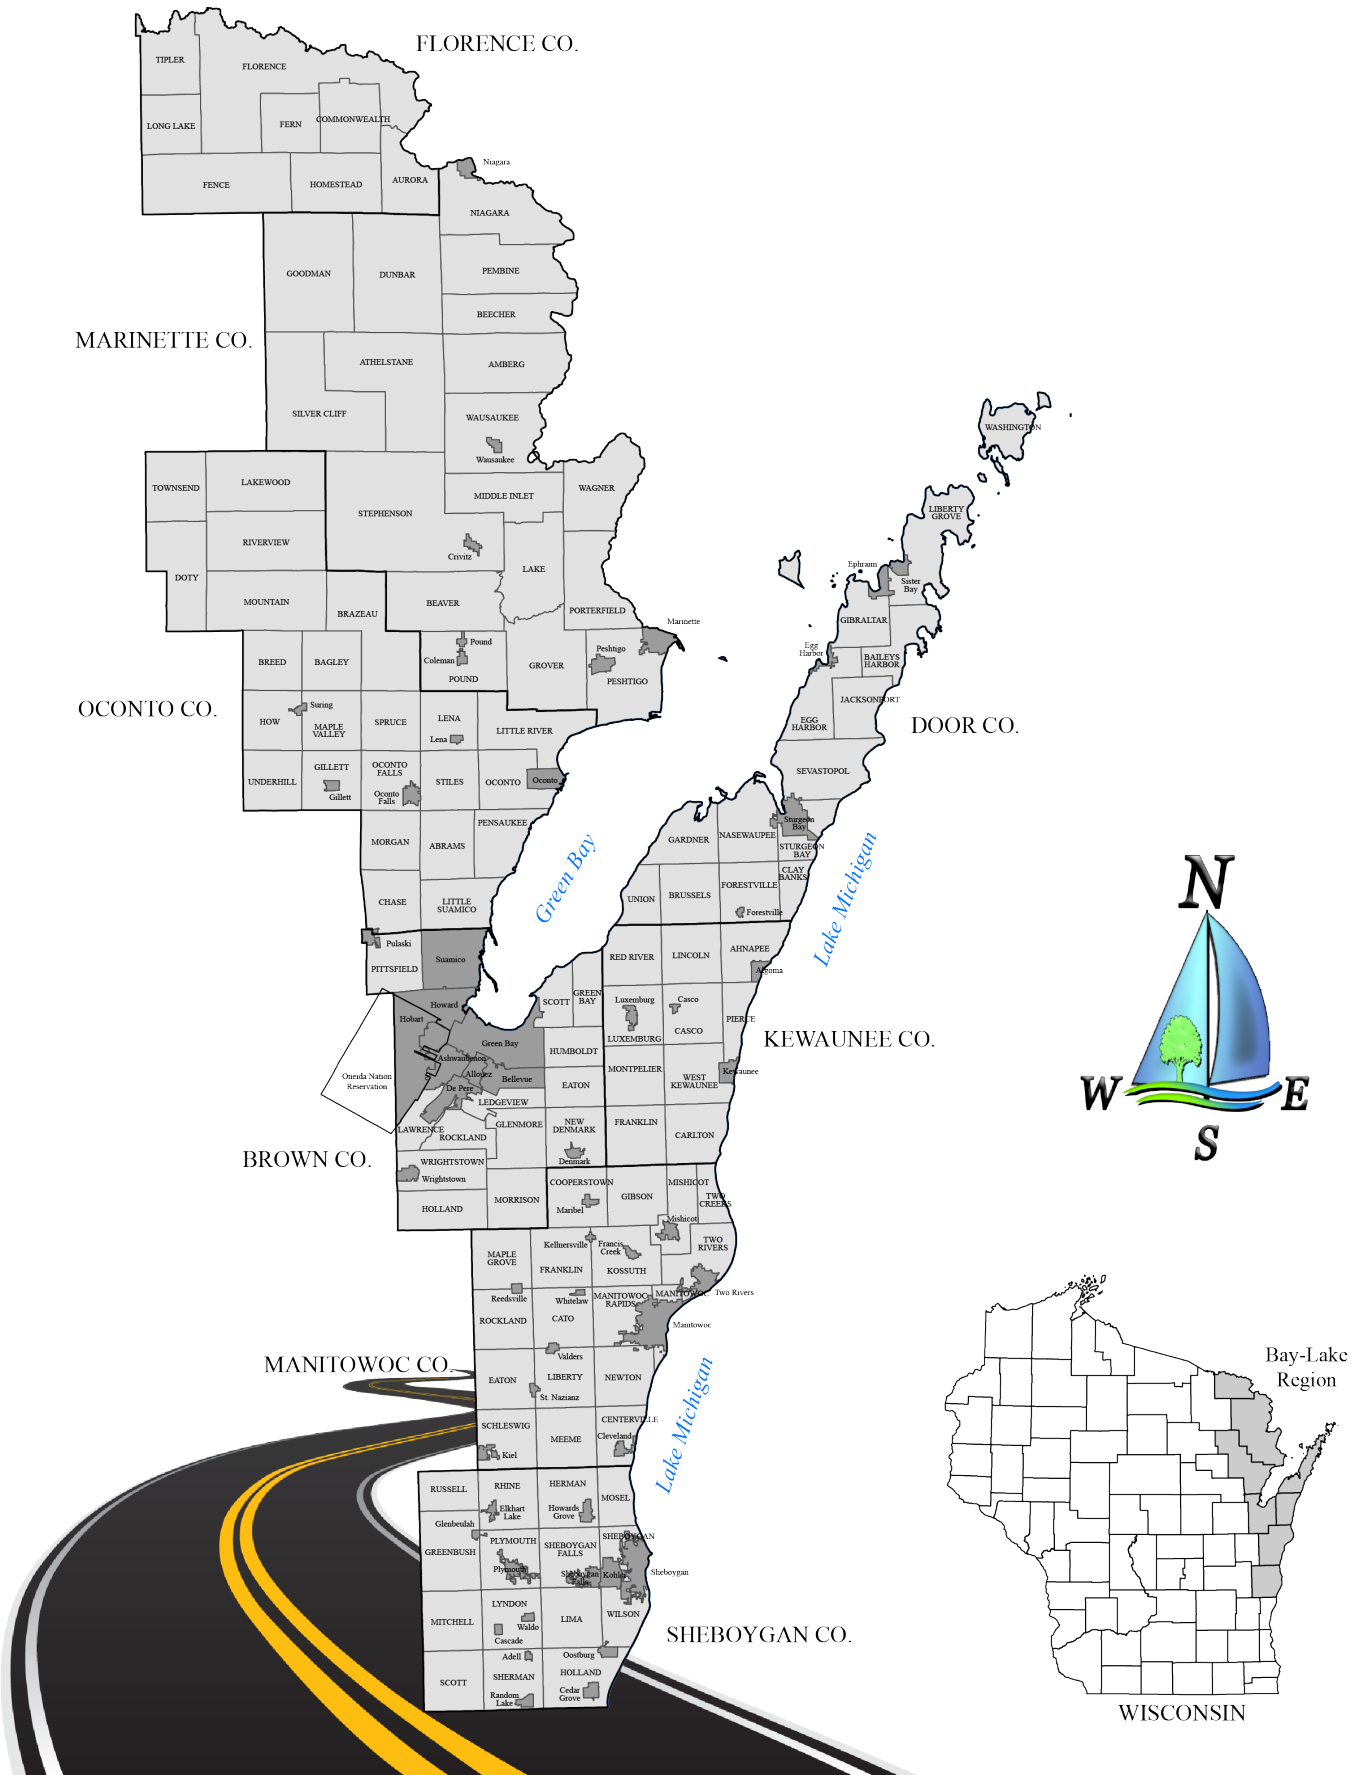 FLORENCE CO.
TIPLER
FLORENCE
LONG LAKE
FERN
COMMONWEALTH
FENCE
HOMESTEAD
AURORA
Niagara
NIAGARA
GOODMAN
DUNBAR
PEMBINE
BEECHER
MARINETTE CO.
ATHELSTANE
AMBERG
SILVER CLIFF
WAUSAUKEE
Wausaukee
TOWNSEND
LAKEWOOD
MIDDLE INLET
WAGNER
STEPHENSON
RIVERVIEW
Crivitz
LAKE
DOTY
MOUNTAIN
BRAZEAU
BEAVER
PORTERFIELD
Marinette
Pound
Coleman
POUND
GROVER
Peshtigo
PESHTIGO
BREED
BAGLEY
OCONTO CO.
HOW
Suring
MAPLE
VALLEY
SPRUCE
LENA
Lena
LITTLE RIVER
UNDERHILL
GILLETT
Gillett
OCONTO
FALLS
Oconto
Falls
STILES
OCONTO
Oconto
MORGAN
ABRAMS
PENSAUKEE
CHASE
LITTLE
SUAMICO
Green Bay
WASHINGTON
LIBERTY
GROVE
Ephraim
Sister
Bay
GIBRALTAR
Egg
Harbor
BAILEYS
HARBOR
JACKSONPORT
EGG
HARBOR
DOOR CO.
SEVASTOPOL
Sturgeon
Bay
GARDNER
NASEWAUPEE
STURGEON
BAY
CLAY
BANKS
UNION
BRUSSELS
FORESTVILLE
Forestville
Lake Michigan
Pulaski
PITTSFIELD
Suamico
Howard
Hobart
SCOTT
GREEN
BAY
Green Bay
Ashwaubenon
Allouez
Bellevue
De Pere
HUMBOLDT
EATON
Oneida Nation
Reservation
LEDGEVIEW
LAWRENCE
ROCKLAND
GLENMORE
NEW
DENMARK
Denmark
BROWN CO.
WRIGHTSTOWN
Wrightstown
HOLLAND
MORRISON
RED RIVER
LINCOLN
AHNAPEE
Algoma
Luxemburg
LUXEMBURG
Casco
CASCO
PIERCE
KEWAUNEE CO.
MONTPELIER
WEST
KEWAUNEE
Kewaunee
FRANKLIN
CARLTON
COOPERSTOWN
Maribel
GIBSON
MISHICOT
TWO
CREEKS
Mishicot
MAPLE
GROVE
Kellnersville
Francis
Creek
FRANKLIN
KOSSUTH
TWO
RIVERS
Reedsville
Whitelaw
MANITOWOC
RAPIDS
MANITOWOC
Two Rivers
ROCKLAND
CATO
Manitowoc
MANITOWOC CO.
Valders
EATON
LIBERTY
NEWTON
St. Nazianz
SCHLESWIG
MEEME
CENTERVILLE
Cleveland
Kiel
Lake Michigan
RUSSELL
RHINE
HERMAN
MOSEL
Elkhart
Lake
Howards
Grove
Glenbeulah
GREENBUSH
PLYMOUTH
Plymouth
SHEBOYGAN
FALLS
Sheboygan
Falls
Kohler
SHEBOYGAN
Sheboygan
MITCHELL
LYNDON
Waldo
Cascade
LIMA
WILSON
SHEBOYGAN CO.
Adell
Oostburg
SCOTT
SHERMAN
Random
Lake
HOLLAND
Cedar
Grove
N
W
E
S
Bay-Lake
Region
WISCONSIN